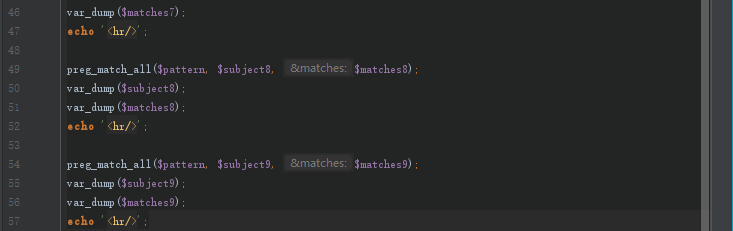 46 var_dump($matches7);
47 echo '<hr/>';
48
49 preg_match_all($pattern, $subject8, &matches: $matches8);
50 var_dump($subject8);
51 var_dump($matches8);
52 echo '<hr/>';
53
54 preg_match_all($pattern, $subject9, &matches: $matches9);
55 var_dump($subject9);
56 var_dump($matches9);
57 echo '<hr/>';